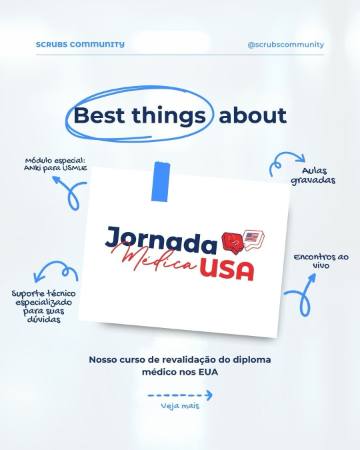 SCRUBS COMMUNITY
@scrubscommunity
Best things about
Módulo especial:
ANKI para USMLE
Aulas
gravadas
Jornada
Médica USA
Encontros ao
vivo
Suporte técnico
especializado
para suas
dúvidas
Nosso curso de revalidação do diploma
médico nos EUA
Veja mais